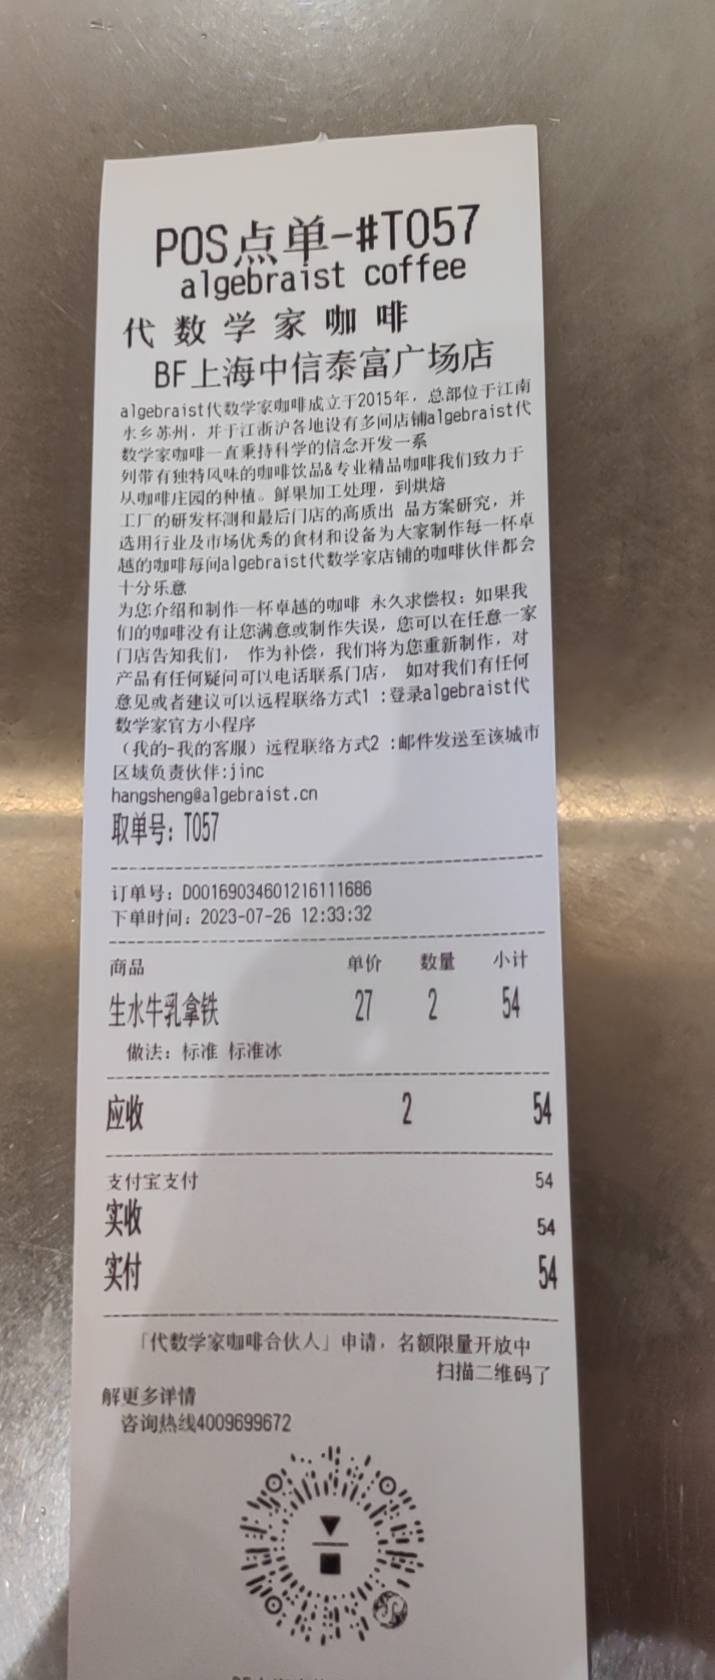 POS点单-#T057
algebraist coffee
代数学家咖啡
BF上海中信泰富广场店
algebraist代数学家咖啡成立于2015年，总部位于江南
水乡苏州，并于江浙沪各地设有多间店铺algebraist代
数学家咖啡一直秉持科学的信念开发一系
列带有独特风味的咖啡饮品&专业精品咖啡我们致力于
从咖啡庄园的种植。鲜果加工处理，到烘焙
工厂的研发杯测和最后门店的高质出 品方案研究，并
选用行业及市场优秀的食材和设备为大家制作每一杯卓
越的咖啡每间algebraist代数学家店铺的咖啡伙伴都会
十分乐意
为您介绍和制作一杯卓越的咖啡 永久求偿权：如果我
们的咖啡没有让您满意或制作失误，您可以在任意一家
门店告知我们， 作为补偿，我们将为您重新制作，对
产品有任何疑问可以电话联系门店， 如对我们有任何
意见或者建议可以远程联络方式1 :登录algebraist代
数学家官方小程序
（我的-我的客服）远程联络方式2 :邮件发送至该城市
区域负责伙伴:jinc
hangsheng@algebraist.cn
取单号：T057
订单号：D00169034601216111686
下单时间：2023-07-26 12:33:32
商品 单价 数量 小计
生水牛乳拿铁 27 2 54
做法：标准 标准冰
应收 2 54
支付宝支付 54
实收 54
实付 54
「代数学家咖啡合伙人」申请，名额限量开放中
扫描二维码了
解更多详情
咨询热线4009699672